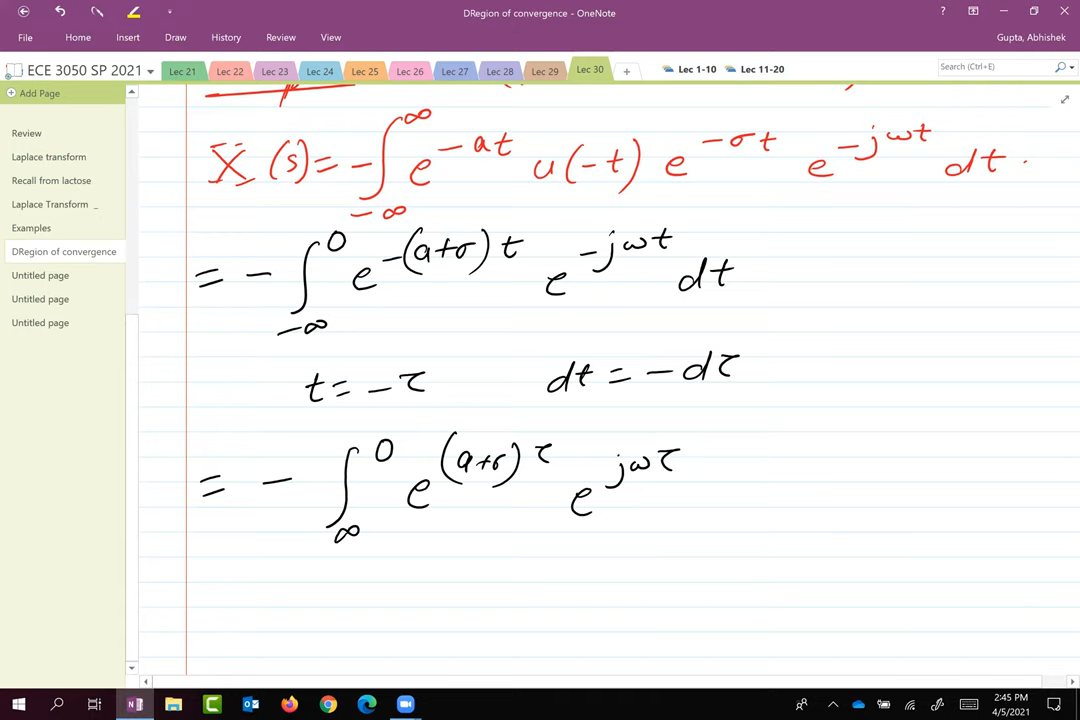 DRegion of convergence - OneNote
Gupta, Abhishek
File Home Insert Draw History Review View
ECE 3050 SP 2021
Lec 21 Lec 22 Lec 23 Lec 24 Lec 25 Lec 26 Lec 27 Lec 28 Lec 29 Lec 30 + Lec 1-10 Lec 11-20
Search (Ctrl+E)
Add Page
Review
Laplace transform
Recall from lactose
Laplace Transform _
Examples
DRegion of convergence
Untitled page
Untitled page
Untitled page
X(s) = - ∫_{-∞}^{∞} e^{-at} u(-t) e^{-σt} e^{-jωt} dt.
= - ∫_{-∞}^{0} e^{-(a+σ)t} e^{-jωt} dt
t = -τ dt = -dτ
= - ∫_{∞}^{0} e^{(a+σ)τ} e^{jωτ}
2:45 PM
4/5/2021